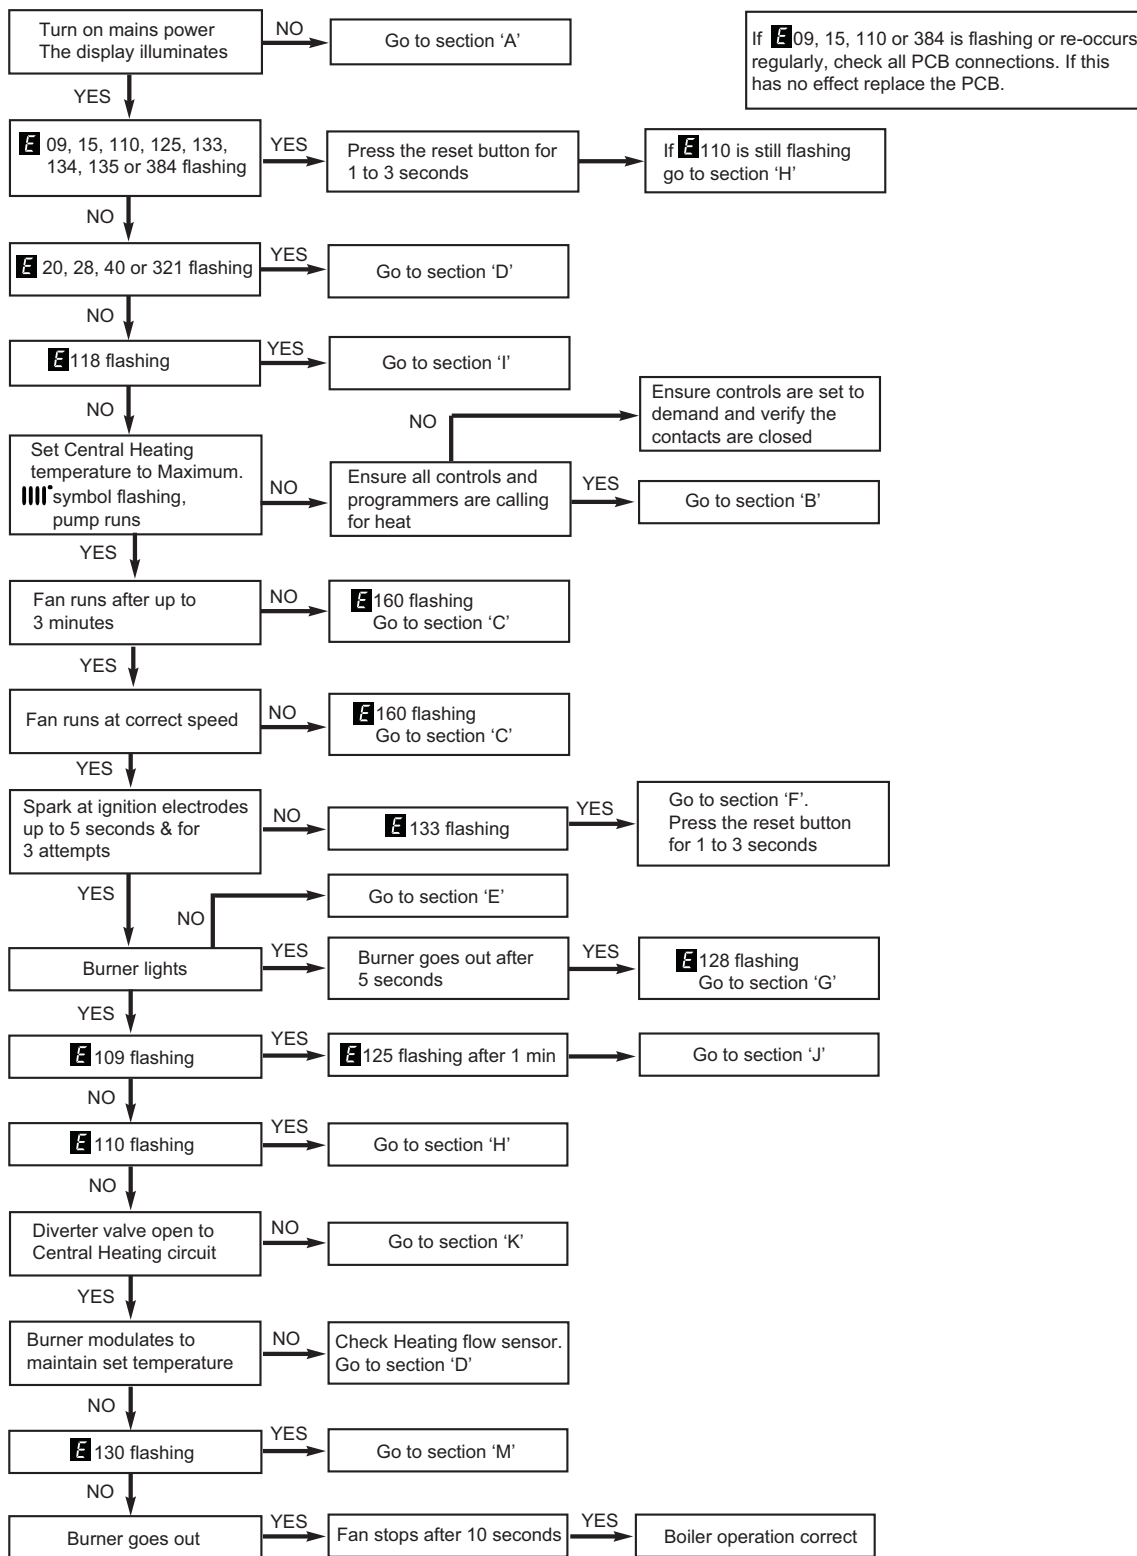 Turn on mains power
The display illuminates
NO
Go to section ‘A’
If E 09, 15, 110 or 384 is flashing or re-occurs
regularly, check all PCB connections. If this
has no effect replace the PCB.
YES
E 09, 15, 110, 125, 133,
134, 135 or 384 flashing
YES
Press the reset button for
1 to 3 seconds
If E 110 is still flashing
go to section ‘H’
NO
E 20, 28, 40 or 321 flashing
YES
Go to section ‘D’
NO
E 118 flashing
YES
Go to section ‘I’
NO
Set Central Heating
temperature to Maximum.
symbol flashing,
pump runs
NO
Ensure all controls and
programmers are calling
for heat
NO
Ensure controls are set to
demand and verify the
contacts are closed
YES
Go to section ‘B’
YES
Fan runs after up to
3 minutes
NO
E 160 flashing
Go to section ‘C’
YES
Fan runs at correct speed
NO
E 160 flashing
Go to section ‘C’
YES
Spark at ignition electrodes
up to 5 seconds & for
3 attempts
NO
E 133 flashing
YES
Go to section ‘F’.
Press the reset button
for 1 to 3 seconds
YES
NO
Go to section ‘E’
Burner lights
YES
Burner goes out after
5 seconds
YES
E 128 flashing
Go to section ‘G’
YES
E 109 flashing
YES
E 125 flashing after 1 min
Go to section ‘J’
NO
E 110 flashing
YES
Go to section ‘H’
NO
Diverter valve open to
Central Heating circuit
NO
Go to section ‘K’
YES
Burner modulates to
maintain set temperature
NO
Check Heating flow sensor.
Go to section ‘D’
NO
E 130 flashing
YES
Go to section ‘M’
NO
Burner goes out
YES
Fan stops after 10 seconds
YES
Boiler operation correct